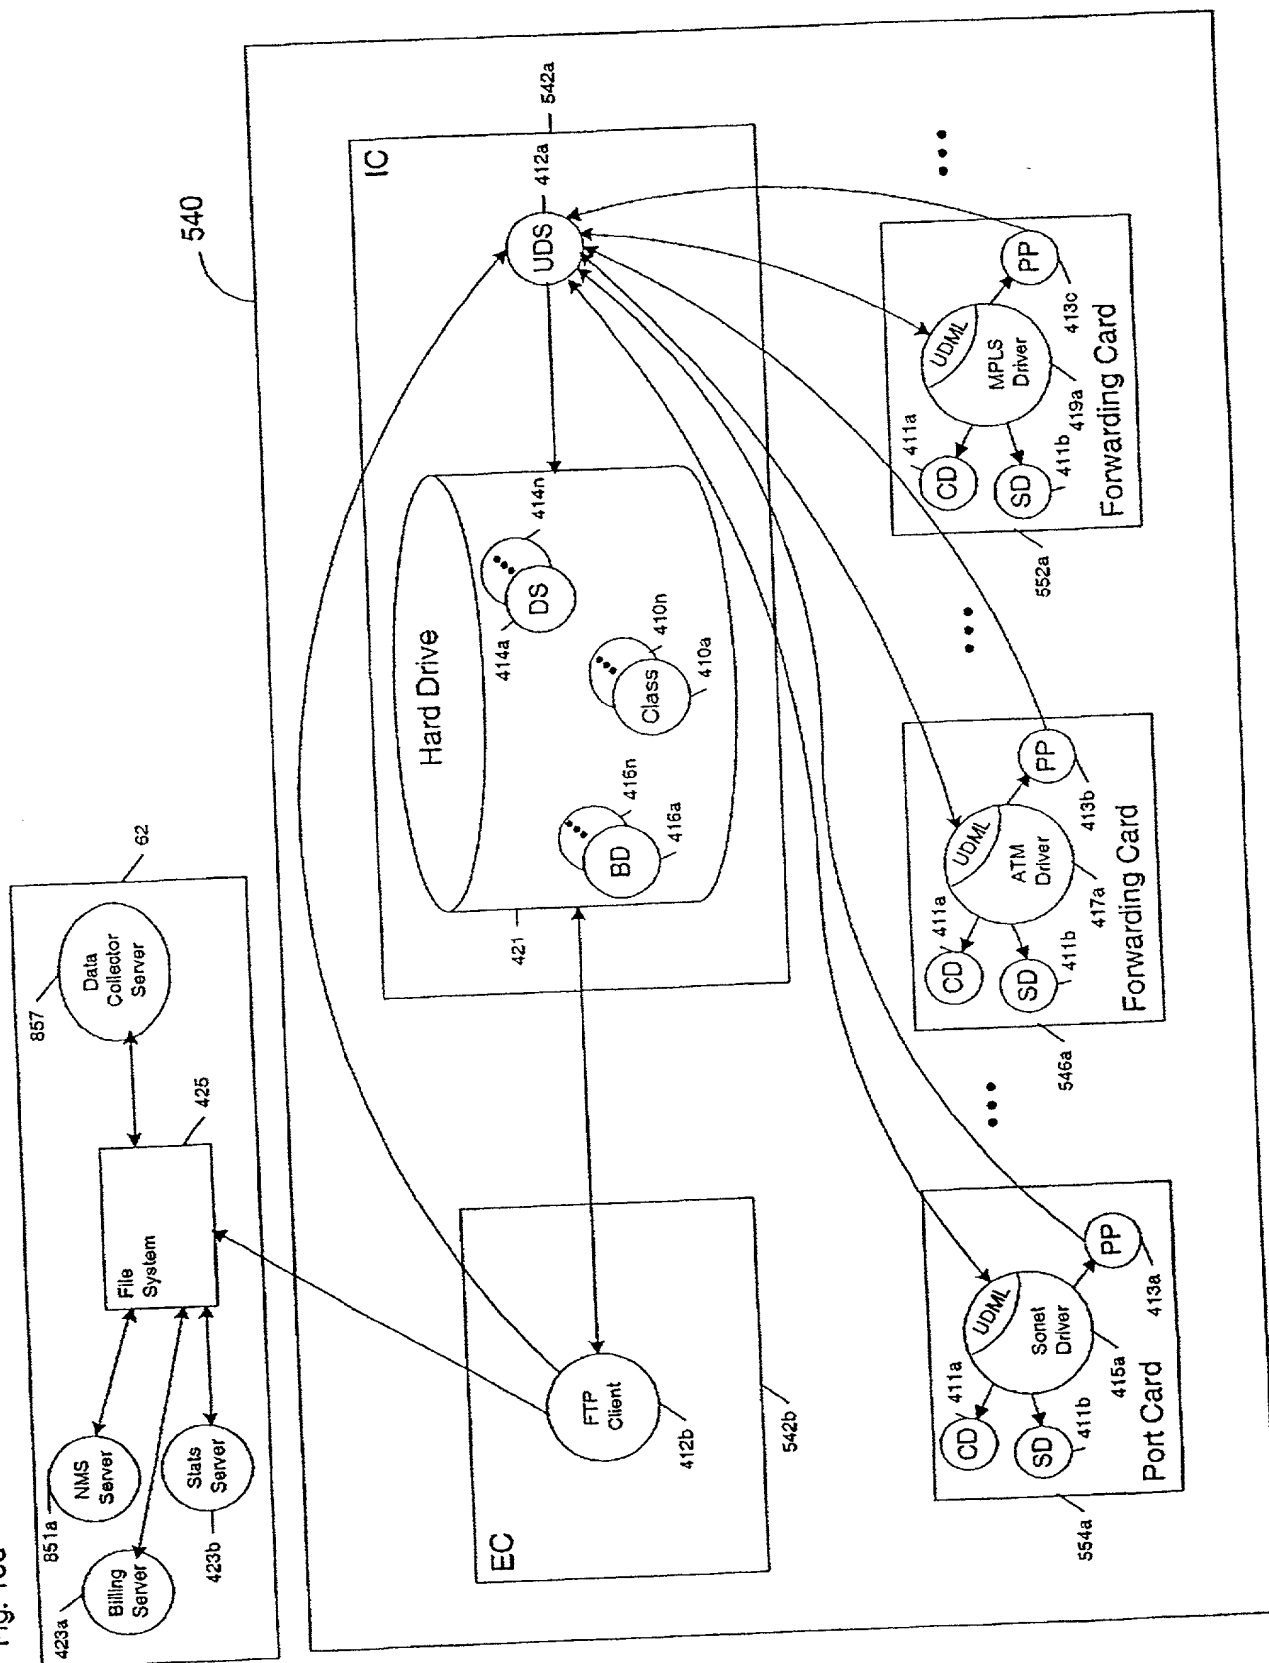 Fig.
62
423a
Billing
Server
851a
NMS
Server
423b
Stats
Server
File
System
425
857
Data
Collector
Server
540
EC
FTP
Client
412b
542b
IC
542a
412a
UDS
Hard Drive
421
414a
DS
414n
BD
416n
416a
Class
410n
410a
554a
Port Card
CD
411a
SD
411b
UDML
Sonet
Driver
415a
PP
413a
546a
Forwarding Card
CD
411a
SD
411b
UDML
ATM
Driver
417a
PP
413b
552a
Forwarding Card
CD
411a
SD
411b
UDML
MPLS
Driver
419a
PP
413c